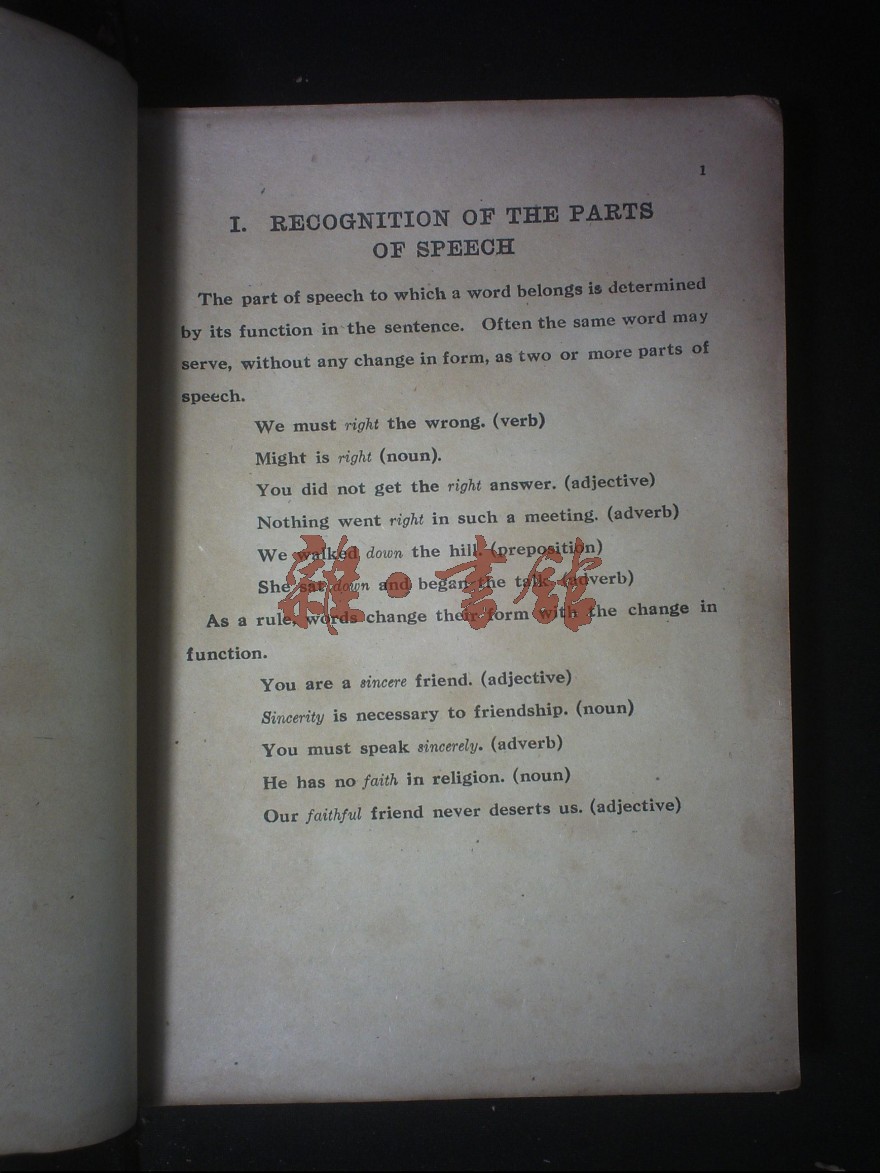 1
I. RECOGNITION OF THE PARTS
OF SPEECH
The part of speech to which a word belongs is determined
by its function in the sentence. Often the same word may
serve, without any change in form, as two or more parts of
speech.
We must right the wrong. (verb)
Might is right (noun).
You did not get the right answer. (adjective)
Nothing went right in such a meeting. (adverb)
We walked down the hill. (preposition)
She sat down and began the talk. (adverb)
雜·書館
As a rule, words change their form with the change in
function.
You are a sincere friend. (adjective)
Sincerity is necessary to friendship. (noun)
You must speak sincerely. (adverb)
He has no faith in religion. (noun)
Our faithful friend never deserts us. (adjective)